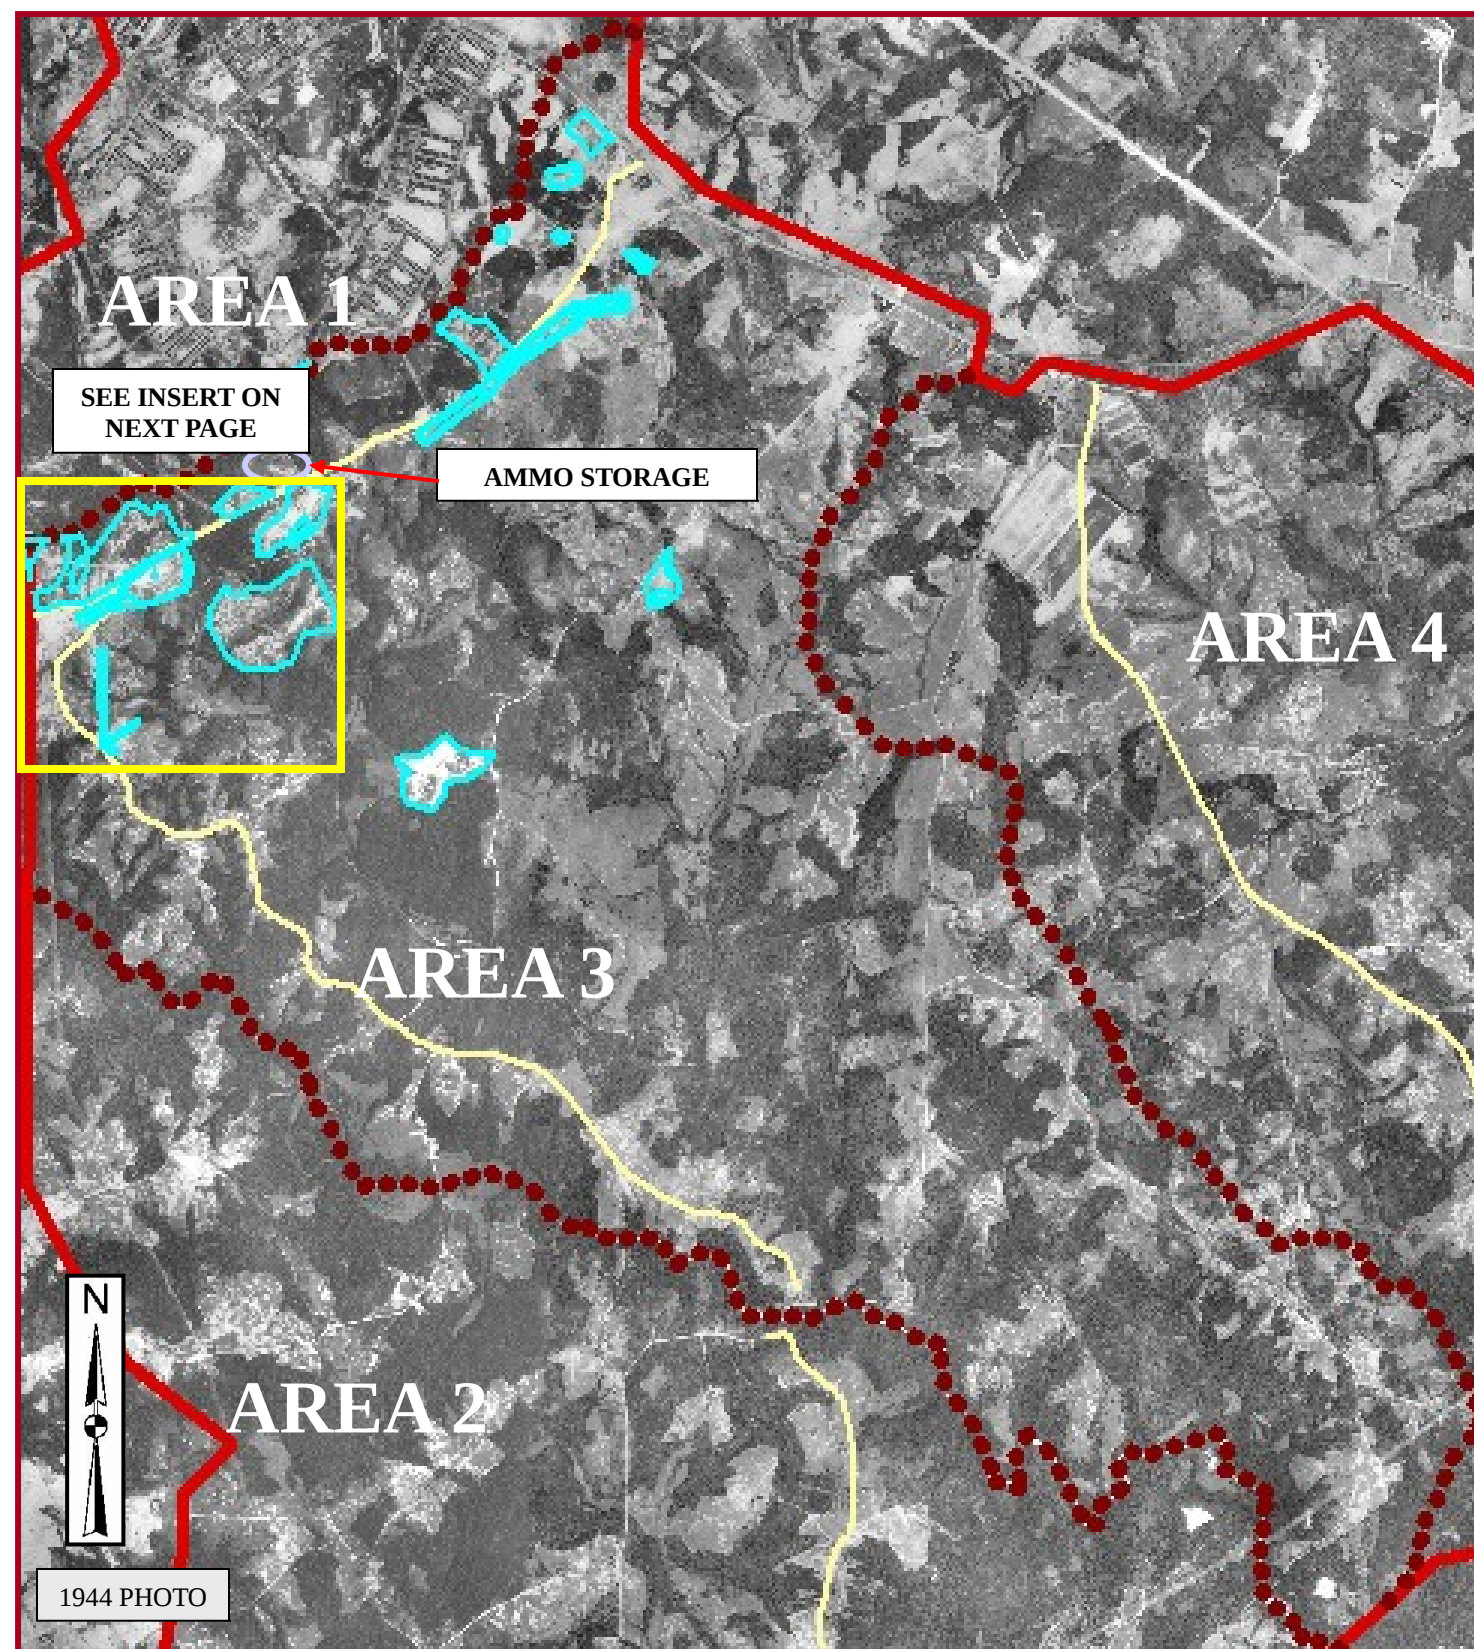 AREA 1
SEE INSERT ON
NEXT PAGE
AMMO STORAGE
AREA 4
AREA 3
N
AREA 2
1944 PHOTO